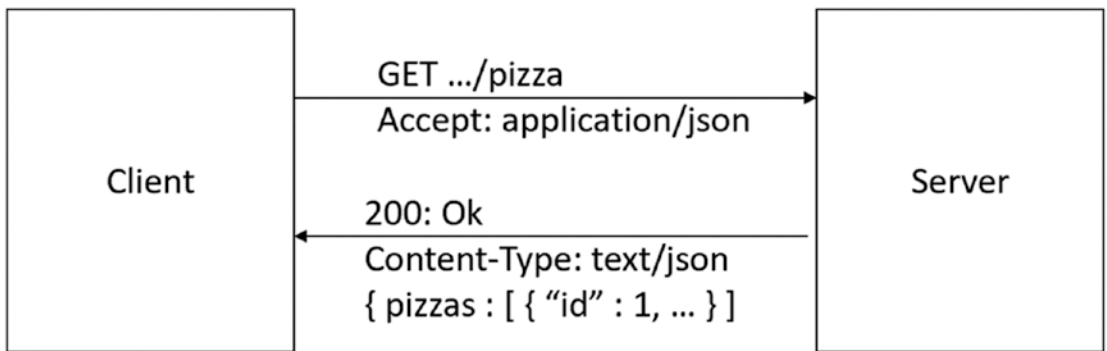 GET …/pizza
Accept: application/json
Client
Server
200: Ok
Content-Type: text/json
{ pizzas : [ { “id” : 1, … } ]